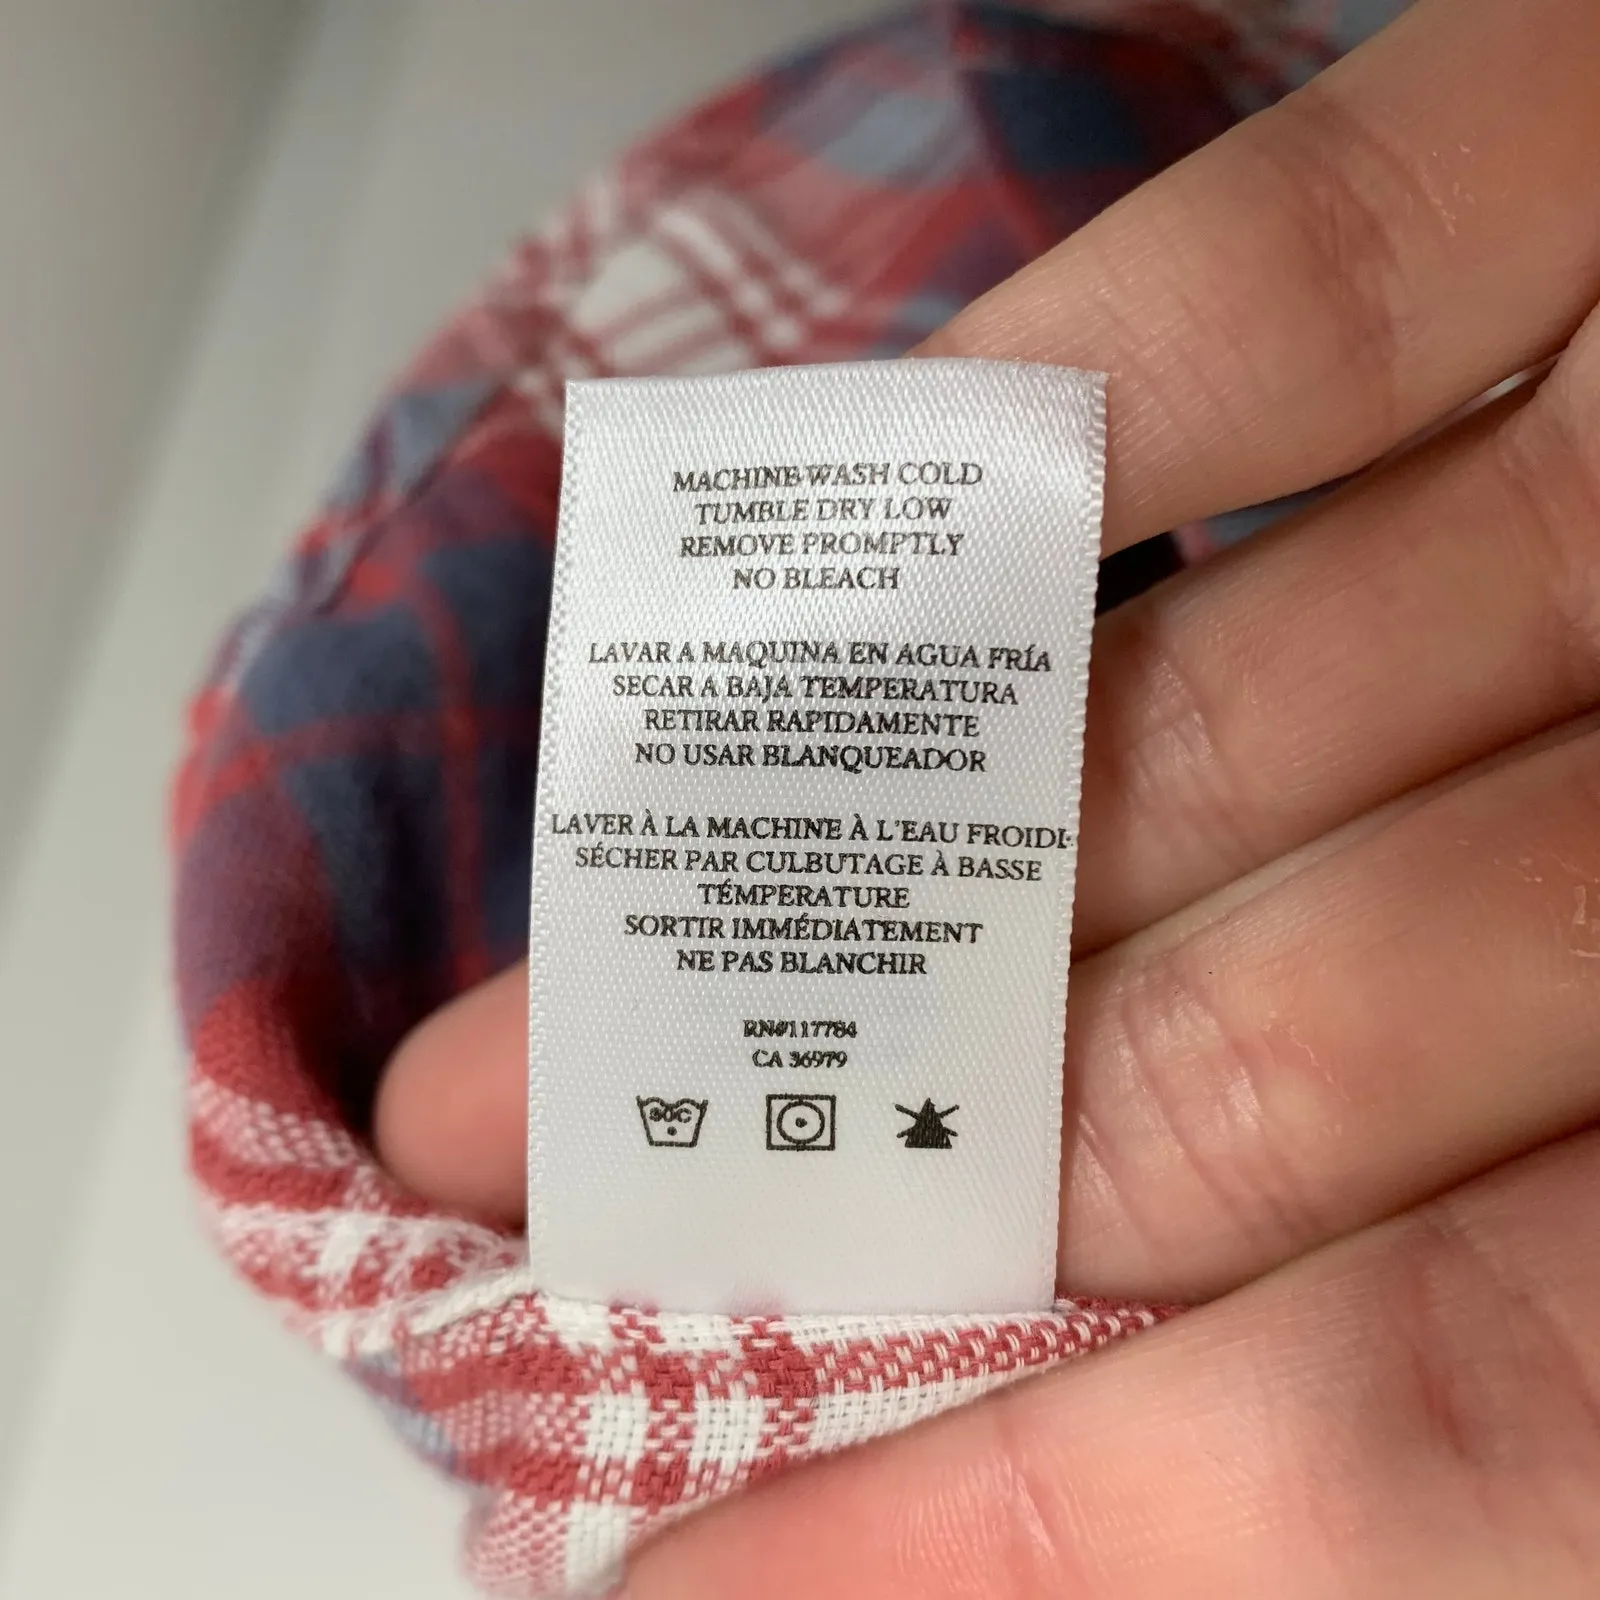 MACHINE WASH COLD
TUMBLE DRY LOW
REMOVE PROMPTLY
NO BLEACH
LAVAR A MAQUINA EN AGUA FRÍA
SECAR A BAJA TEMPERATURA
RETIRAR RAPIDAMENTE
NO USAR BLANQUEADOR
LAVER À LA MACHINE À L'EAU FROIDE
SÉCHER PAR CULBUTAGE À BASSE
TÉMPERATURE
SORTIR IMMÉDIATEMENT
NE PAS BLANCHIR
RN#117784
CA 36979
30C